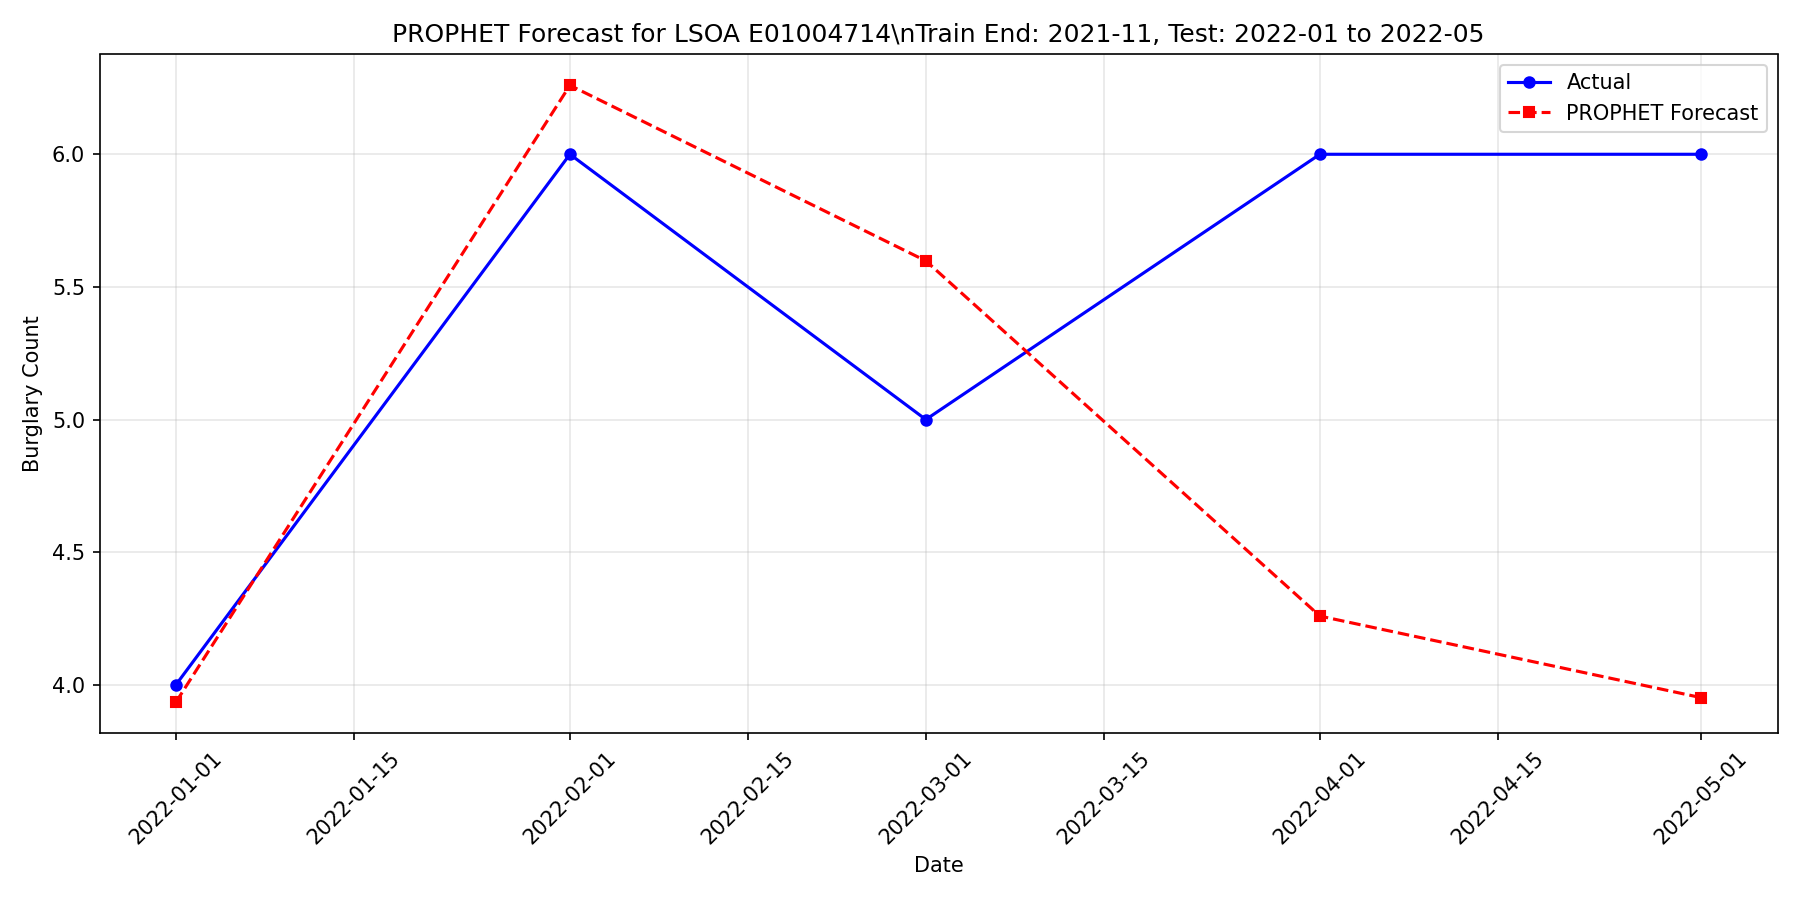 PROPHET Forecast for LSOA E01004714\nTrain End: 2021-11, Test: 2022-01 to 2022-05
Actual
PROPHET Forecast
Burglary Count
6.0
5.5
5.0
4.5
4.0
2022-01-01
2022-01-15
2022-02-01
2022-02-15
2022-03-01
2022-03-15
2022-04-01
2022-04-15
2022-05-01
Date